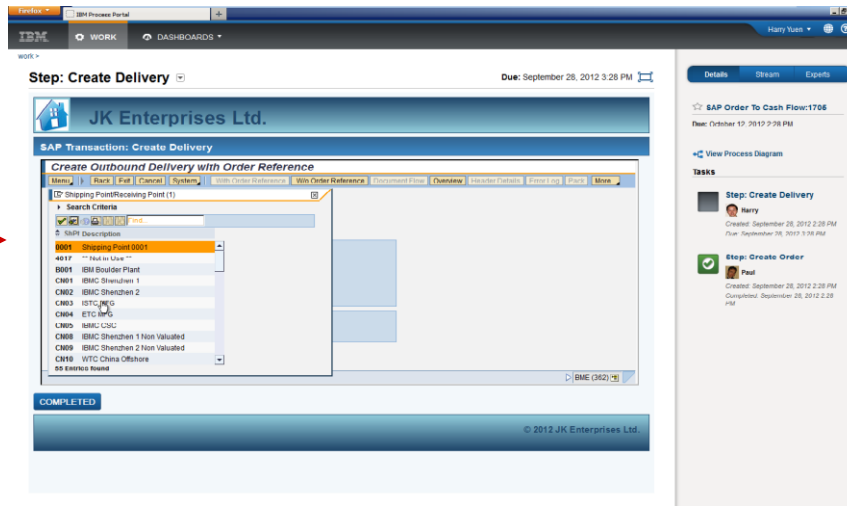 Firefox
IBM Process Portal
+
IBM
WORK
DASHBOARDS
Harry Yuen
work >
Step: Create Delivery
Due: September 28, 2012 3:28 PM
JK Enterprises Ltd.
SAP Transaction: Create Delivery
Create Outbound Delivery with Order Reference
Menu Back Exit Cancel System With Order Reference W/o Order Reference Document Flow Overview Header Details Error Log Pack More
Shipping Point/Receiving Point (1)
Search Criteria
Find...
ShPt Description
0001 Shipping Point 0001
4017 ** Not in Use **
B001 IBM Boulder Plant
CN01 IBMC Shenzhen 1
CN02 IBMC Shenzhen 2
CN03 ISTC
CN04 ETC
CN05 IBMC CSC
CN08 IBMC Shenzhen 1 Non Valuated
CN09 IBMC Shenzhen 2 Non Valuated
CN10 WTC China Offshore
55 Entries found
BME (362)
COMPLETED
© 2012 JK Enterprises Ltd.
Details Stream Experts
SAP Order To Cash Flow:1706
Due: October 12, 2012 2:28 PM
View Process Diagram
Tasks
Step: Create Delivery
Harry
Created: September 28, 2012 2:28 PM
Due: September 28, 2012 3:28 PM
Step: Create Order
Paul
Created: September 28, 2012 2:28 PM
Completed: September 28, 2012 2:28
PM